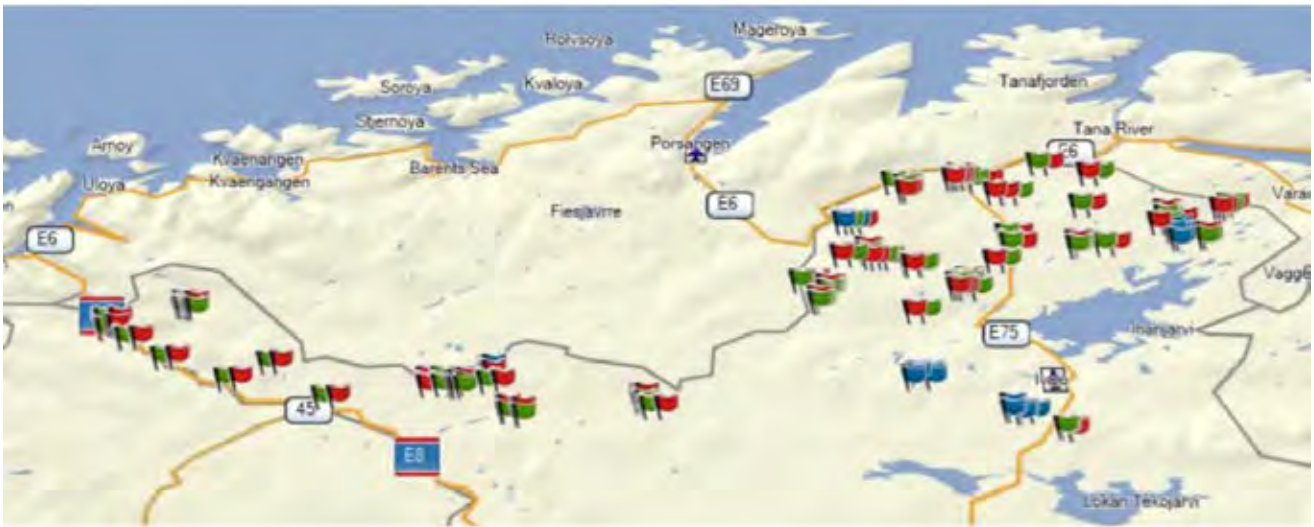 Rolvsoya
Mageroya
Soroya
Kvaloya
E69
Tanafjorden
Stjernoya
Arnoy
Kvaenangen
Porsangen
Tana River
E6
Uloya
Kvaengangen
Barents Sea
Fiesjavrre
E6
E6
E75
45
E8
Lokan Tekojarvi